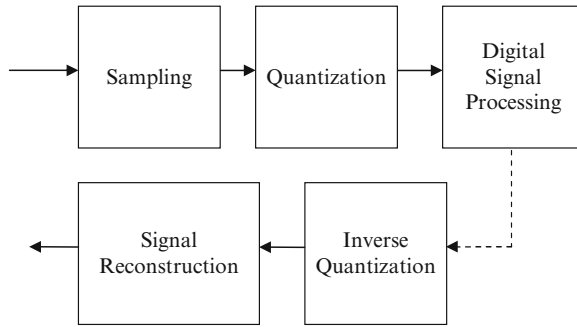 Sampling
Quantization
Digital
Signal
Processing
Signal
Reconstruction
Inverse
Quantization